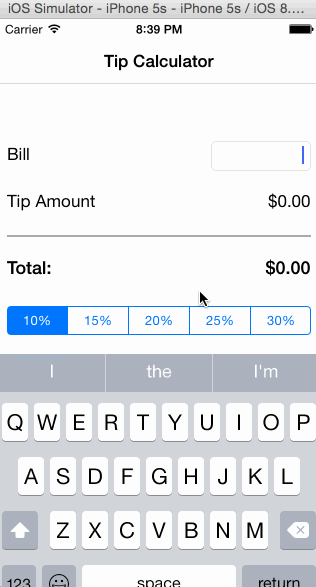 iOS Simulator - iPhone 5s - iPhone 5s / iOS 8....
Carrier 8:39 PM
Tip Calculator
Bill
Tip Amount $0.00
Total: $0.00
10% 15% 20% 25% 30%
I the I'm
Q W E R T Y U I O P
A S D F G H J K L
Z X C V B N M
123 space return